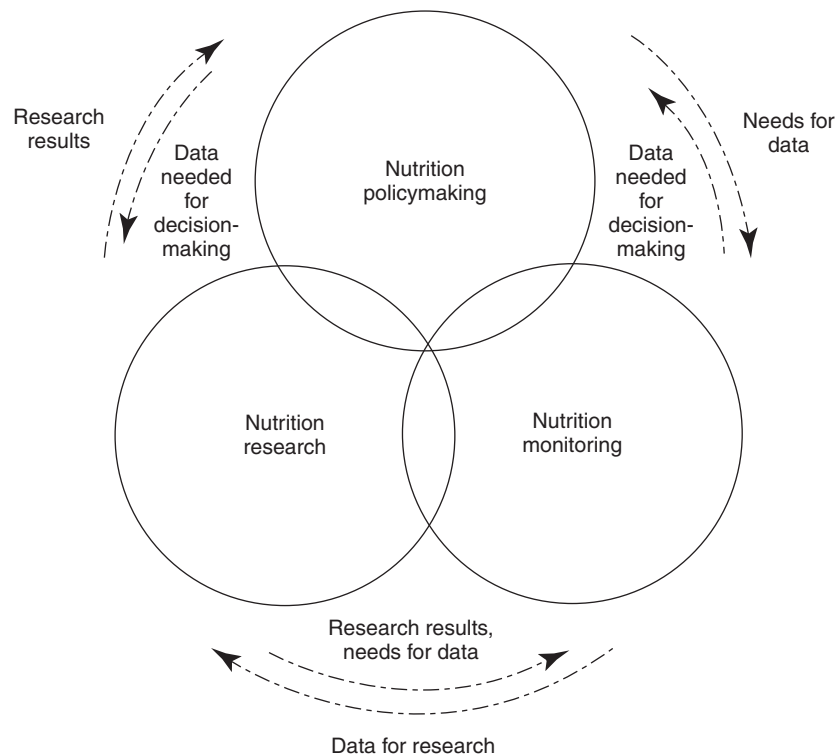 Research
results
Data
needed
for
decision-
making
Nutrition
policymaking
Data
needed
for
decision-
making
Needs for
data
Nutrition
research
Nutrition
monitoring
Research results,
needs for data
Data for research